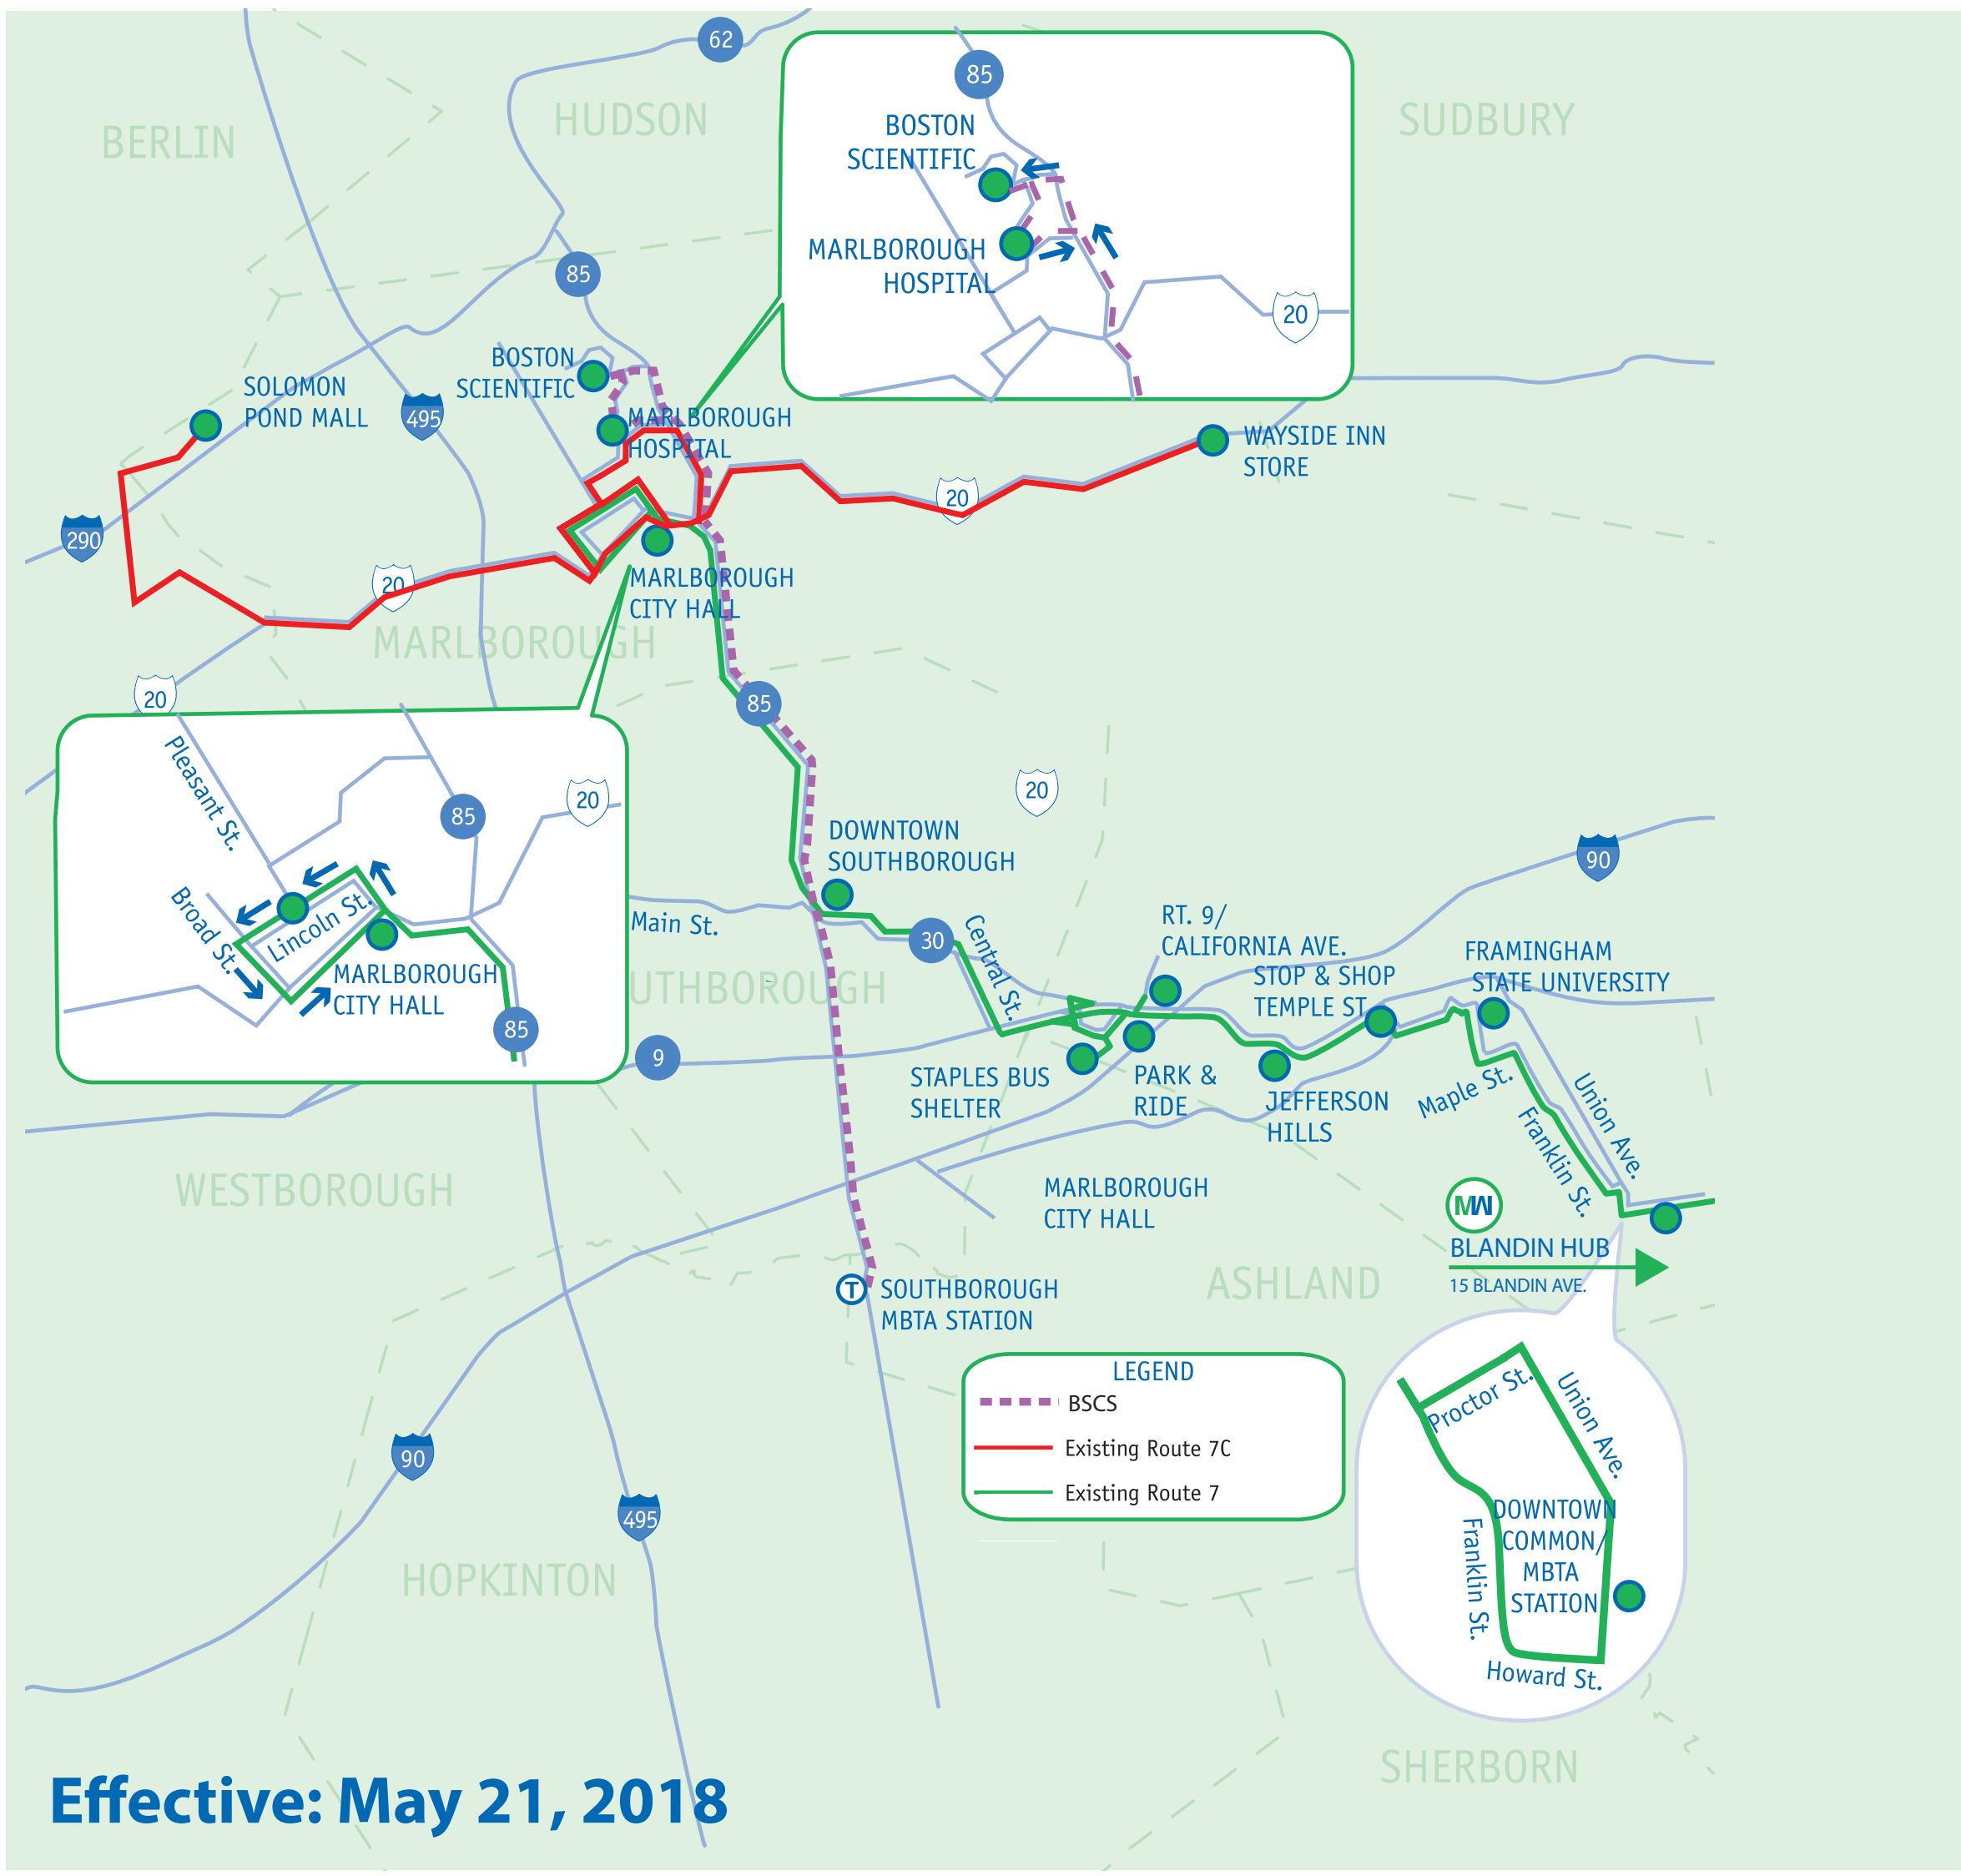 62
BERLIN
HUDSON
SUDBURY
85
BOSTON
SCIENTIFIC
MARLBOROUGH
HOSPITAL
20
85
BOSTON
SCIENTIFIC
SOLOMON
POND MALL
495
MARLBOROUGH
HOSPITAL
WAYSIDE INN
STORE
20
290
20
MARLBOROUGH
CITY HALL
MARLBOROUGH
20
85
Pleasant St.
85
20
Broad St.
Lincoln St.
MARLBOROUGH
CITY HALL
85
20
DOWNTOWN
SOUTHBOROUGH
90
Main St.
30
Central St.
RT. 9/
CALIFORNIA AVE.
STOP & SHOP
TEMPLE ST.
FRAMINGHAM
STATE UNIVERSITY
UTHBOROUGH
9
STAPLES BUS
SHELTER
PARK &
RIDE
JEFFERSON
HILLS
Maple St.
Union Ave.
Franklin St.
WESTBOROUGH
MARLBOROUGH
CITY HALL
MW
BLANDIN HUB
15 BLANDIN AVE.
ASHLAND
T
SOUTHBOROUGH
MBTA STATION
LEGEND
BSCS
Existing Route 7C
Existing Route 7
Proctor St.
Union Ave.
90
495
DOWNTOWN
COMMON/
MBTA
STATION
Franklin St.
Howard St.
HOPKINTON
SHERBORN
Effective: May 21, 2018